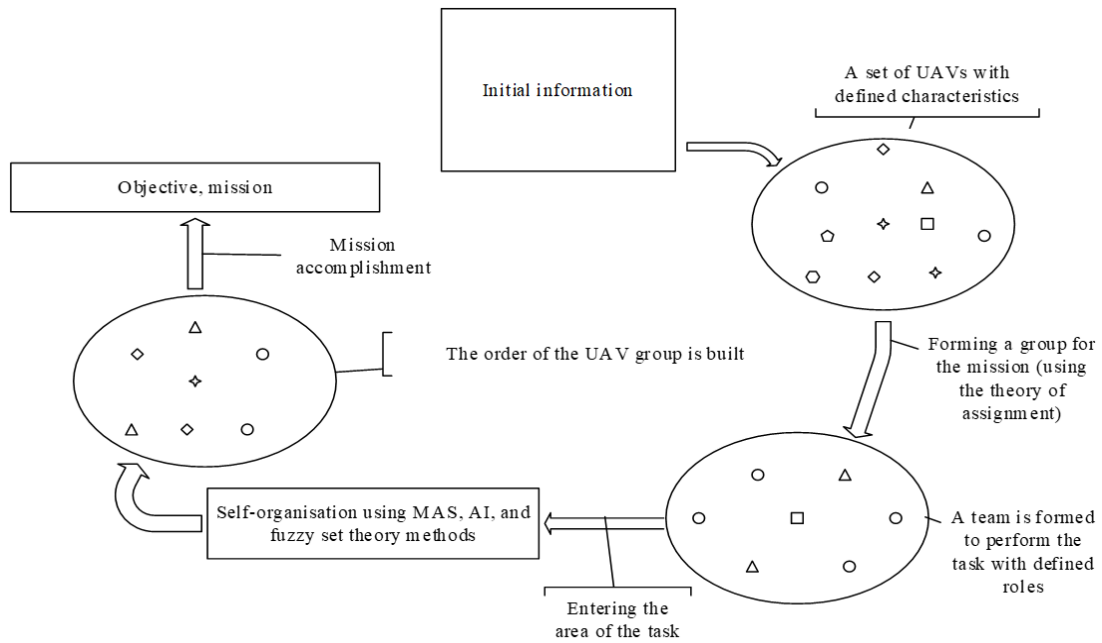 Initial information
A set of UAVs with
defined characteristics
Objective, mission
Mission
accomplishment
The order of the UAV group is built
Forming a group for
the mission (using
the theory of
assignment)
Self-organisation using MAS, AI, and
fuzzy set theory methods
A team is formed
to perform the
task with defined
roles
Entering the
area of the task